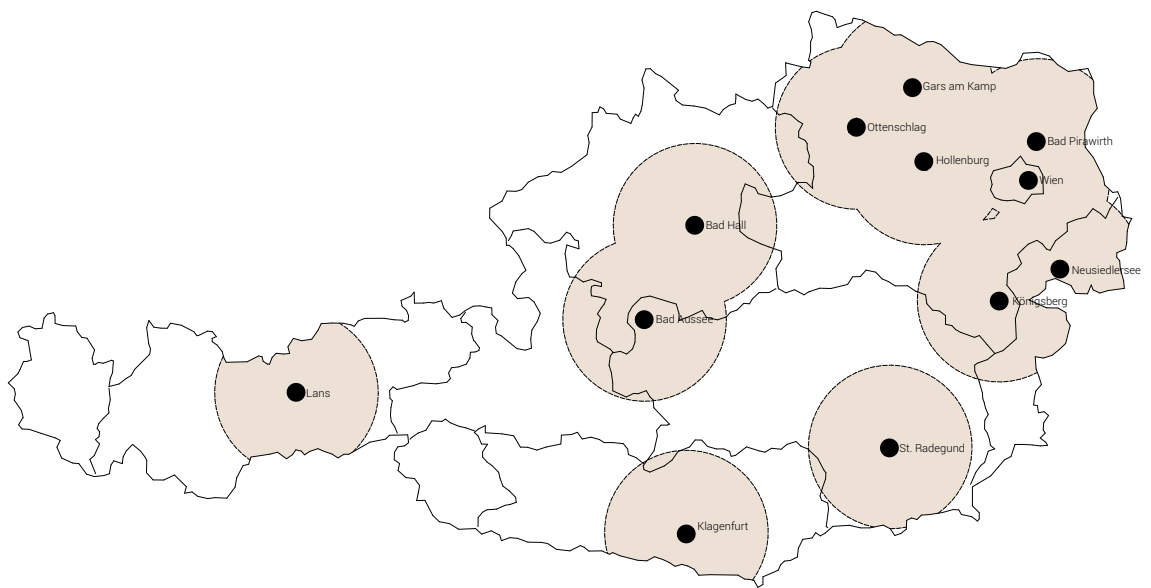 Gars am Kamp
Ottenschlag
Bad Pirawirth
Hollenburg
Wien
Bad Hall
Neusiedlersee
Königsberg
Bad Aussee
Lans
St. Radegund
Klagenfurt